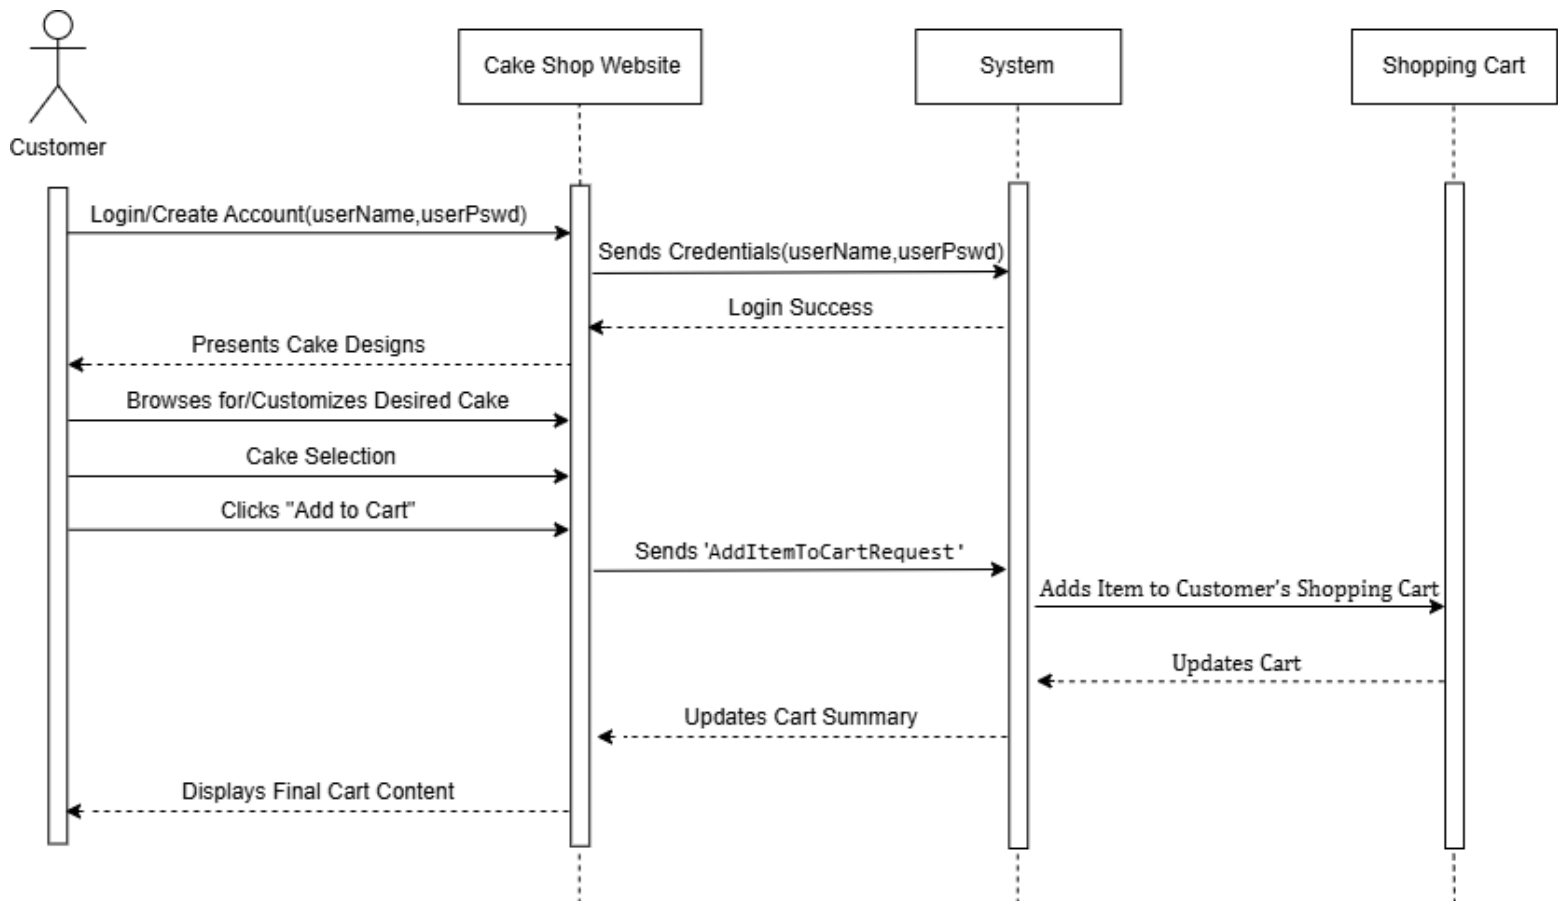 Cake Shop Website
System
Shopping Cart
Customer
Login/Create Account(userName,userPswd)
Sends Credentials(userName,userPswd)
Login Success
Presents Cake Designs
Browses for/Customizes Desired Cake
Cake Selection
Clicks "Add to Cart"
Sends 'AddItemToCartRequest'
Adds Item to Customer's Shopping Cart
Updates Cart
Updates Cart Summary
Displays Final Cart Content